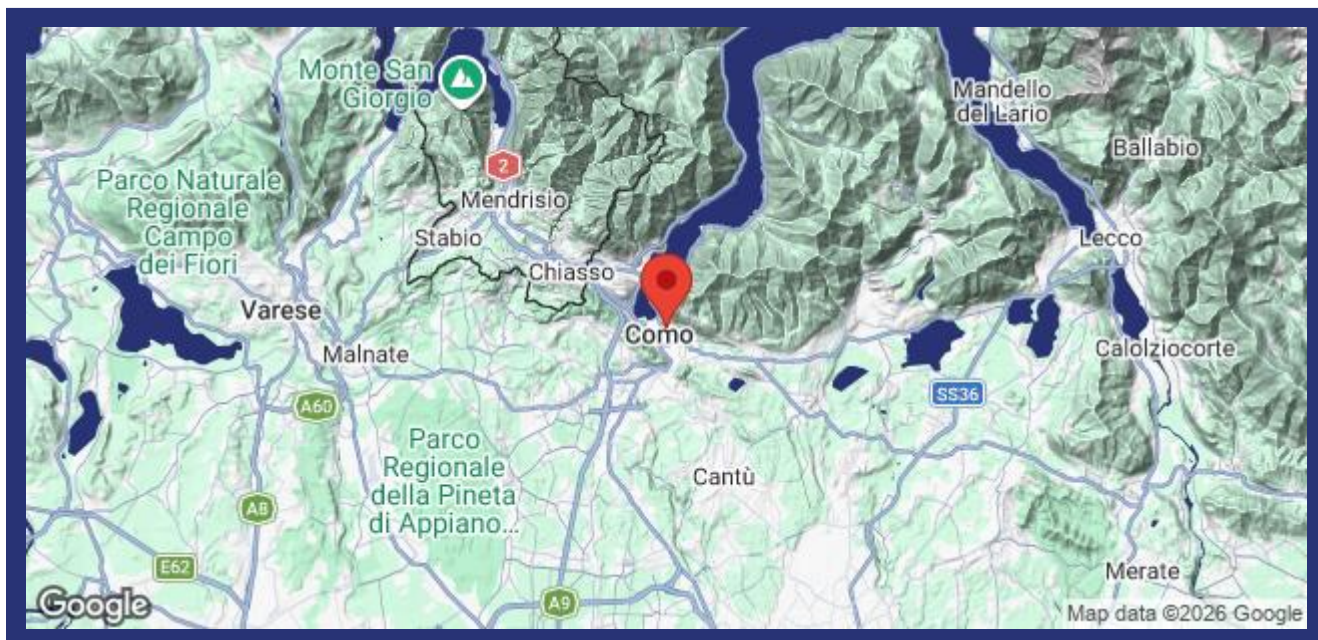 Monte San
Giorgio
Mandello
del Lario
Ballabio
2
Parco Naturale
Regionale
Campo
dei Fiori
Mendrisio
Stabio
Lecco
Chiasso
Varese
Como
Malnate
Calolziocorte
SS36
A60
Parco
Regionale
della Pineta
di Appiano...
Cantù
A8
E62
Merate
A9
Google
Map data ©2026 Google